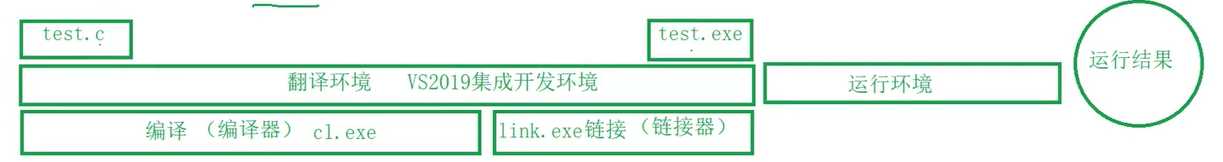 test.c
test.exe
运行结果
翻译环境 VS2019集成开发环境
运行环境
编译 （编译器） cl.exe
link.exe链接（链接器）